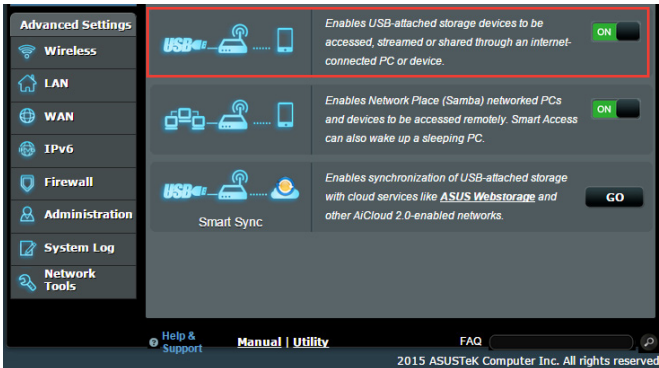 Advanced Settings
Wireless
LAN
WAN
IPv6
Firewall
Administration
System Log
Network
Tools
USB
Enables USB-attached storage devices to be
accessed, streamed or shared through an internet-
connected PC or device.
ON
Enables Network Place (Samba) networked PCs
and devices to be accessed remotely. Smart Access
can also wake up a sleeping PC.
ON
USB
Smart Sync
Enables synchronization of USB-attached storage
with cloud services like ASUS Webstorage and
other AiCloud 2.0-enabled networks.
GO
Help &
Support
Manual | Utility
FAQ
2015 ASUSTeK Computer Inc. All rights reserved